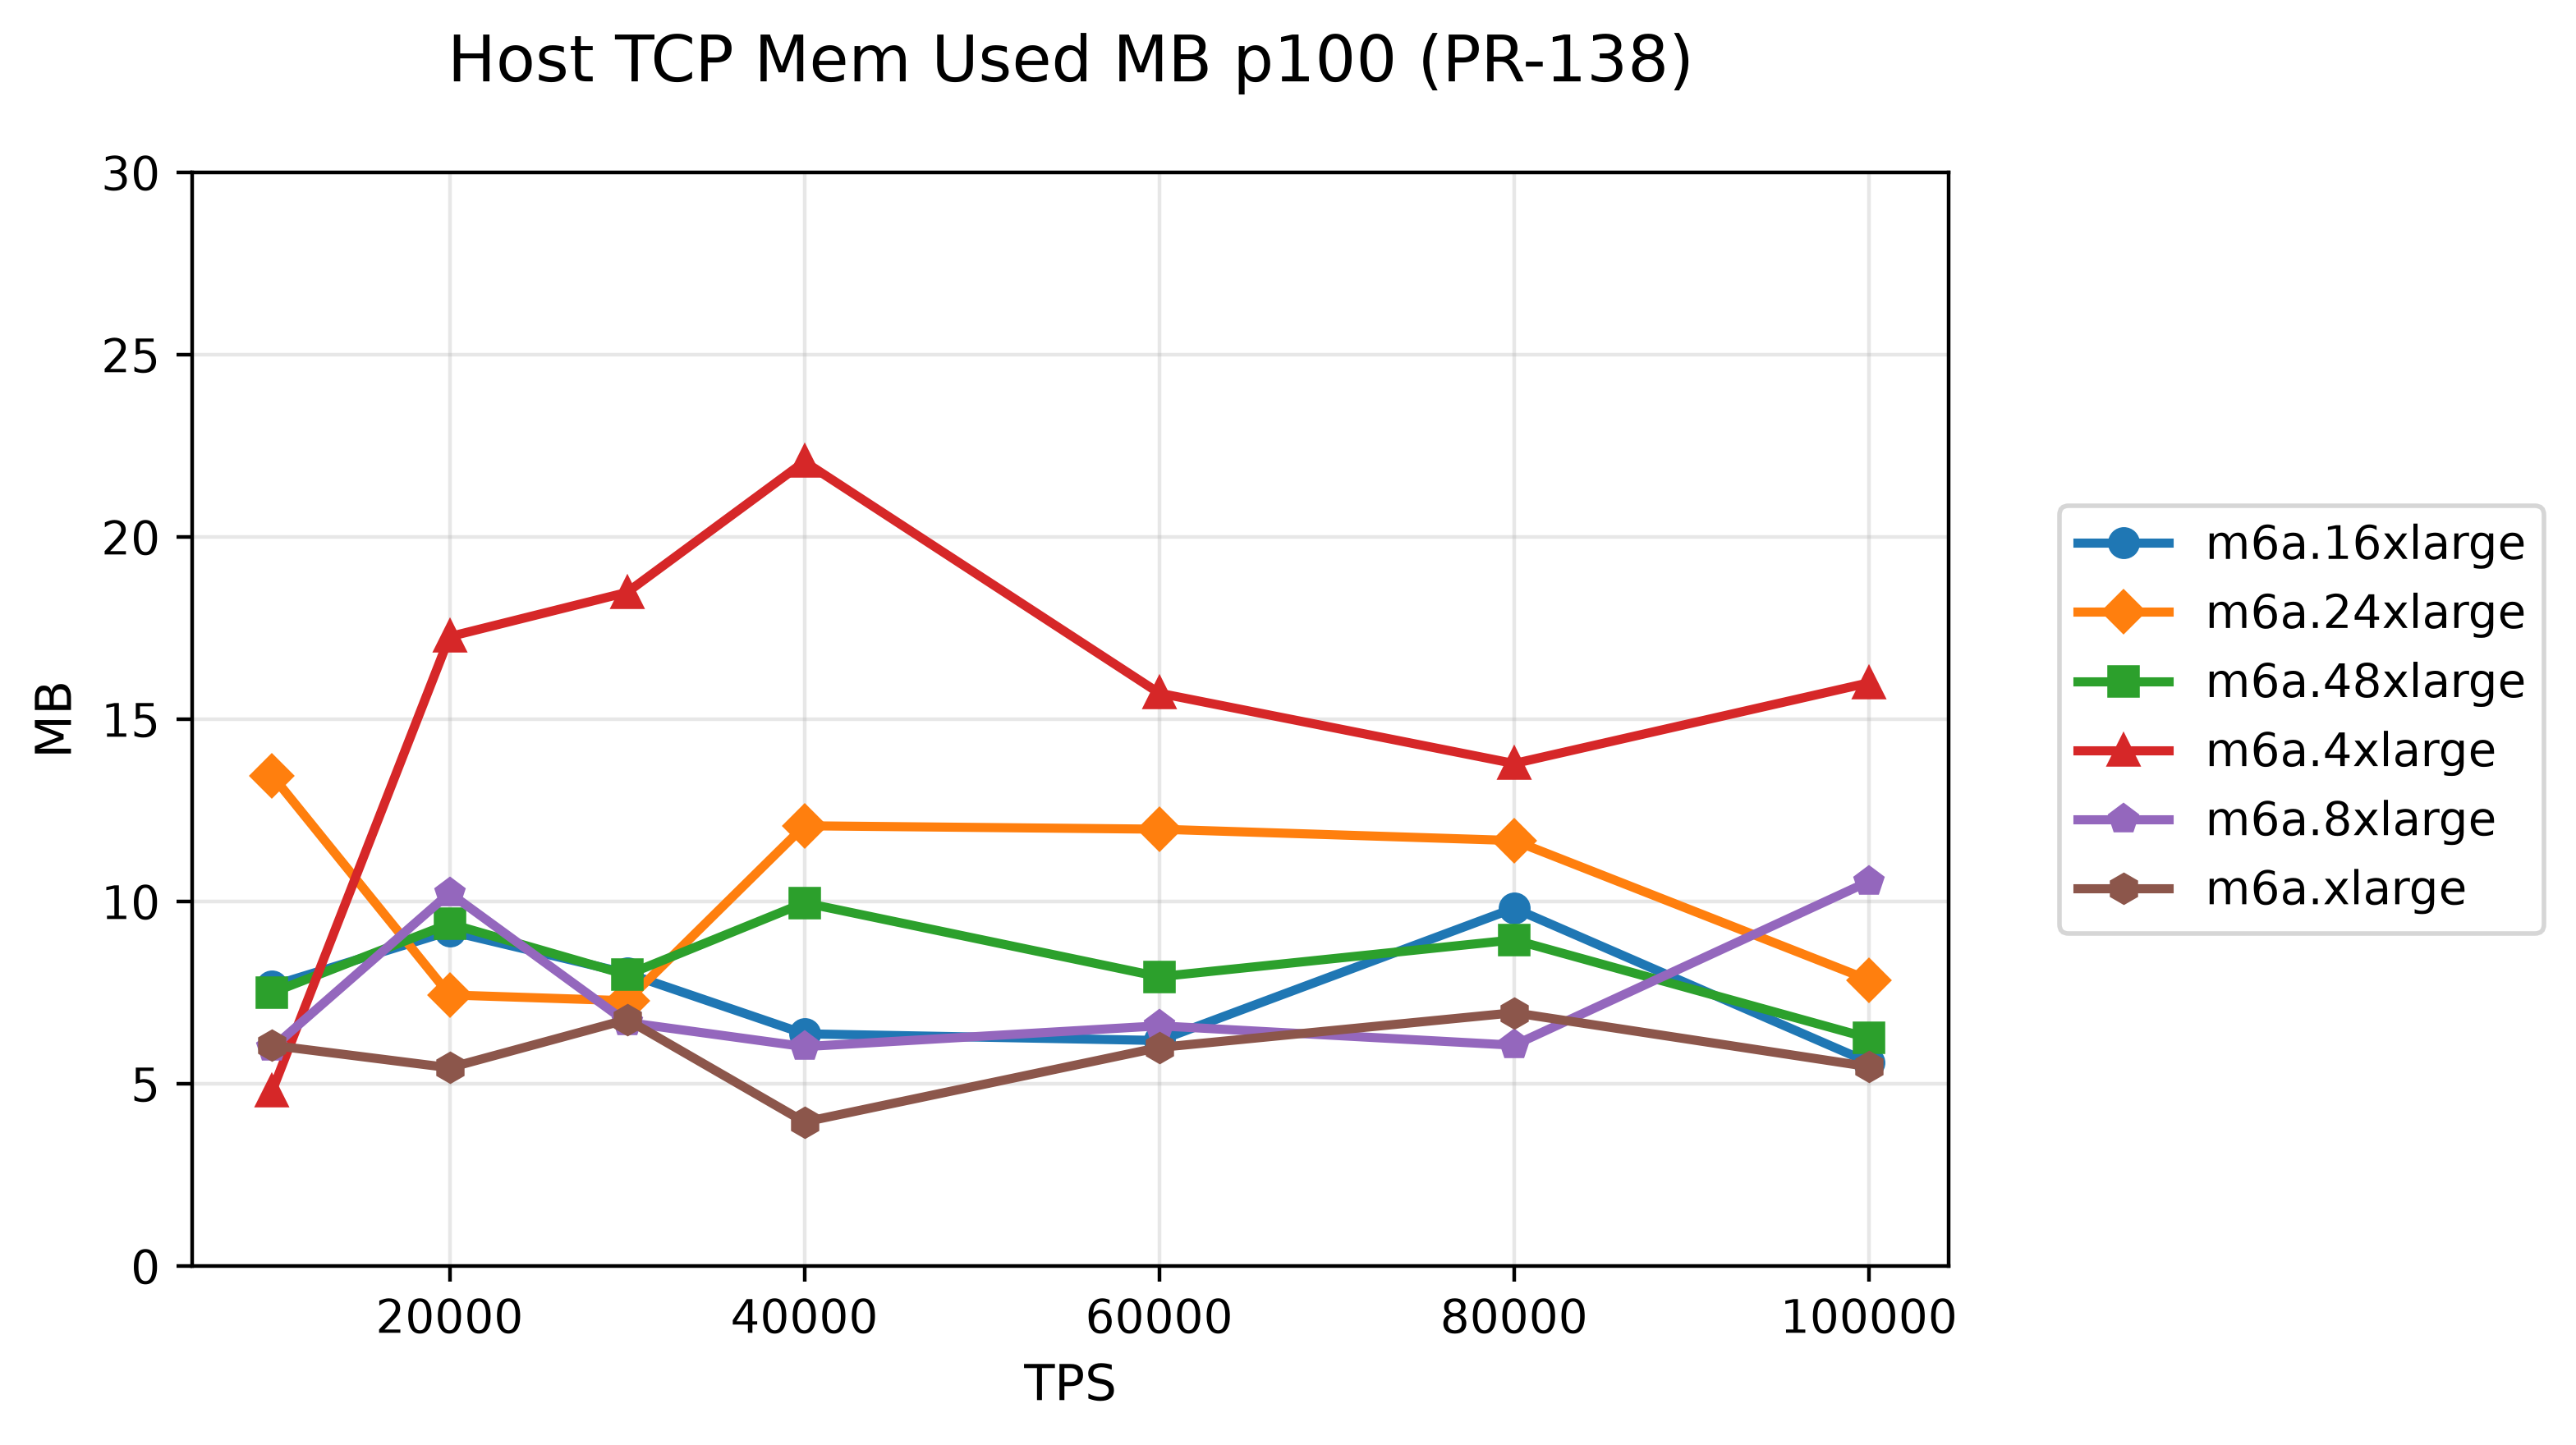 Host TCP Mem Used MB p100 (PR-138)
30
25
20
15
10
5
0
MB
20000 40000 60000 80000 100000
TPS
m6a.16xlarge
m6a.24xlarge
m6a.48xlarge
m6a.4xlarge
m6a.8xlarge
m6a.xlarge